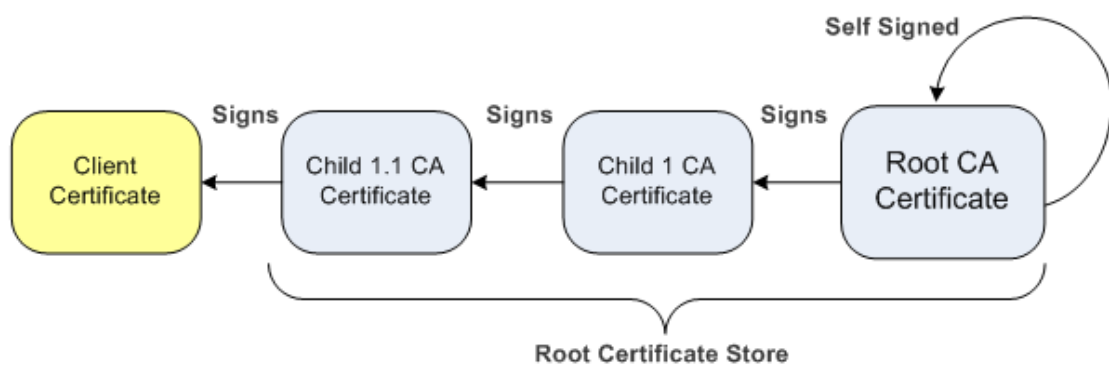 Self Signed
Signs
Signs
Signs
Client
Certificate
Child 1.1 CA
Certificate
Child 1 CA
Certificate
Root CA
Certificate
Root Certificate Store